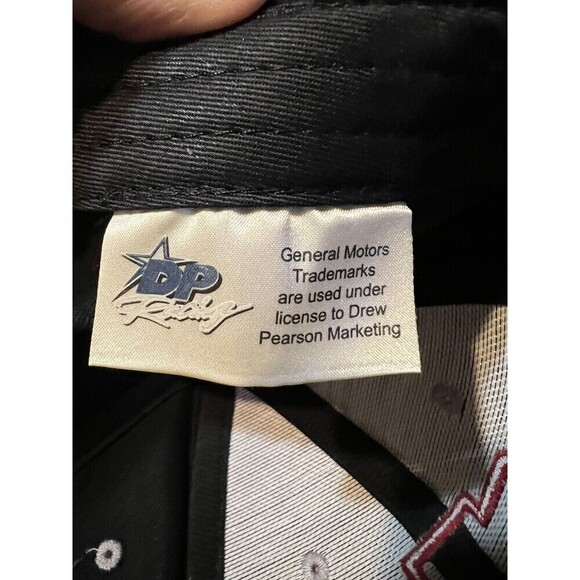 DP
Racing
General Motors
Trademarks
are used under
license to Drew
Pearson Marketing